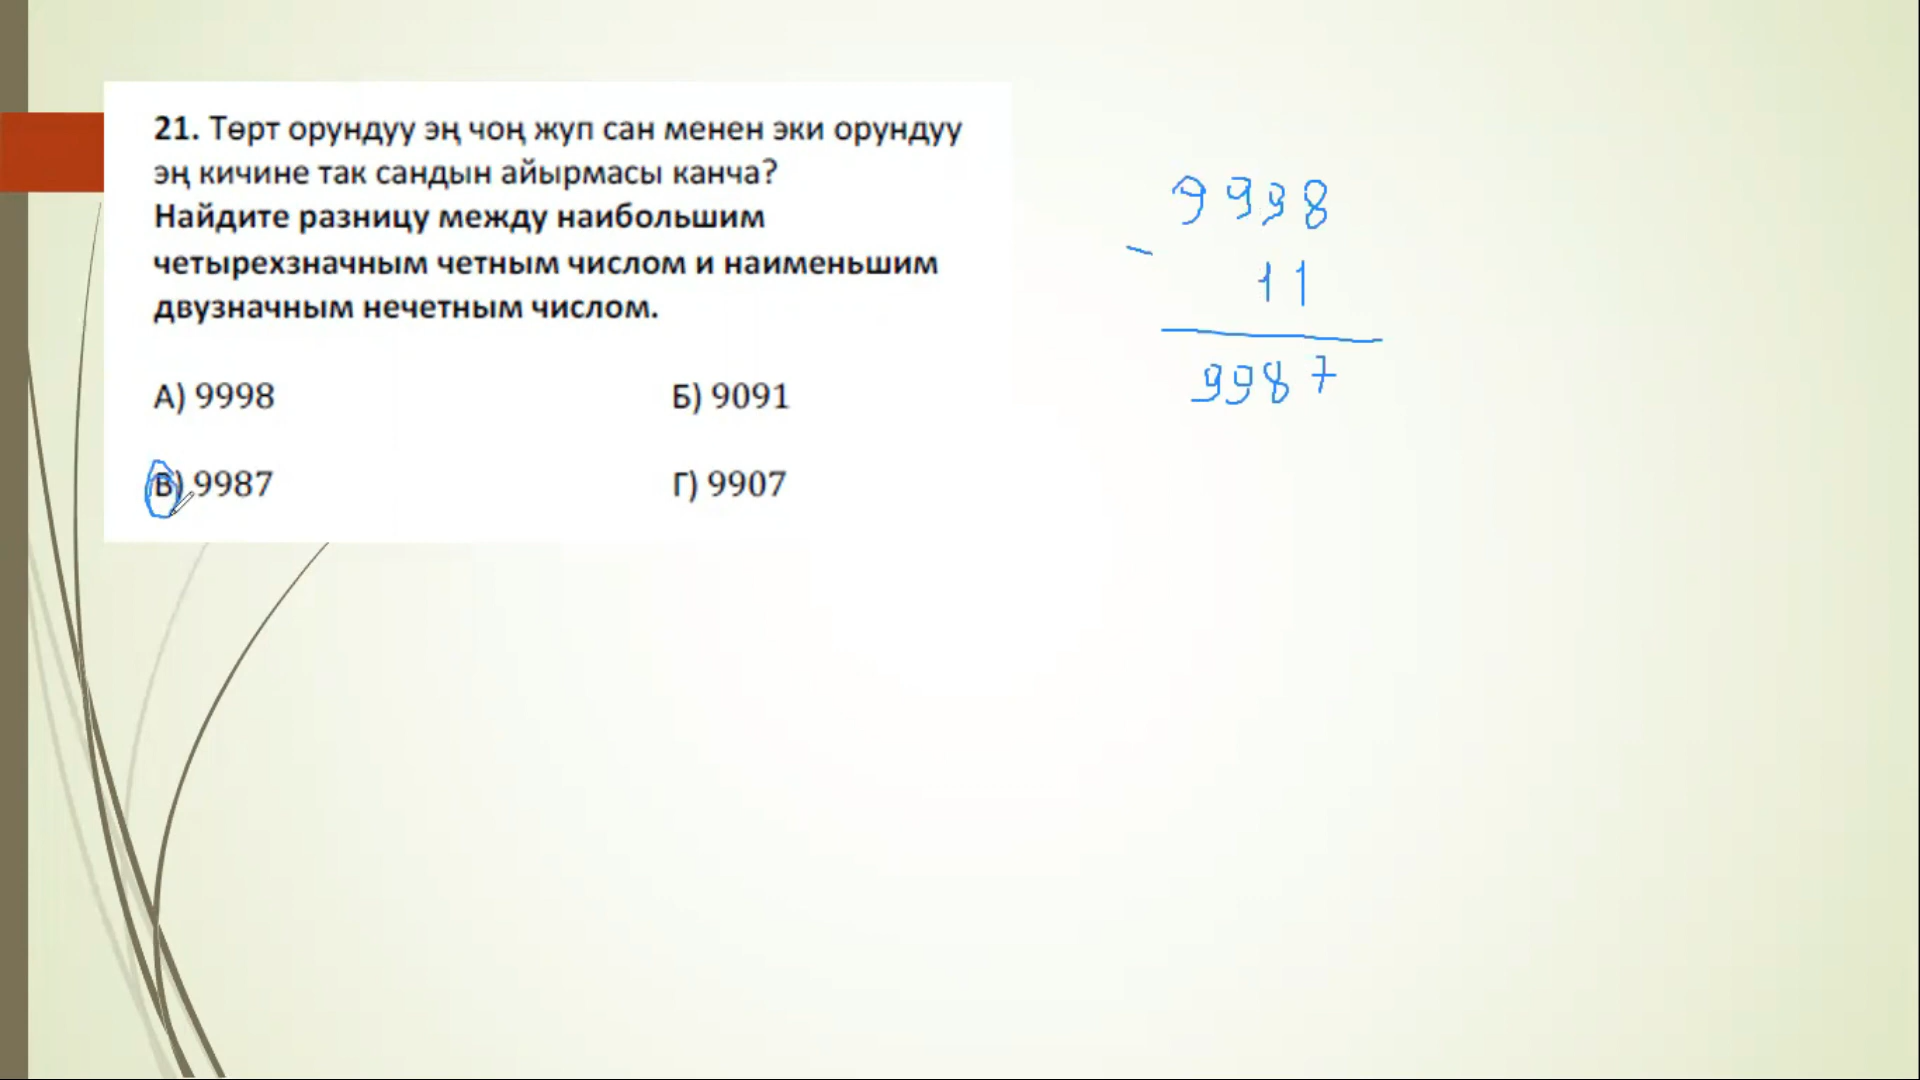 21. Төрт орундуу эң чоң жуп сан менен эки орундуу
эң кичине так сандын айырмасы канча?
Найдите разницу между наибольшим
четырехзначным четным числом и наименьшим
двузначным нечетным числом.
А) 9998
Б) 9091
В) 9987
Г) 9907
9998
-
11
9987